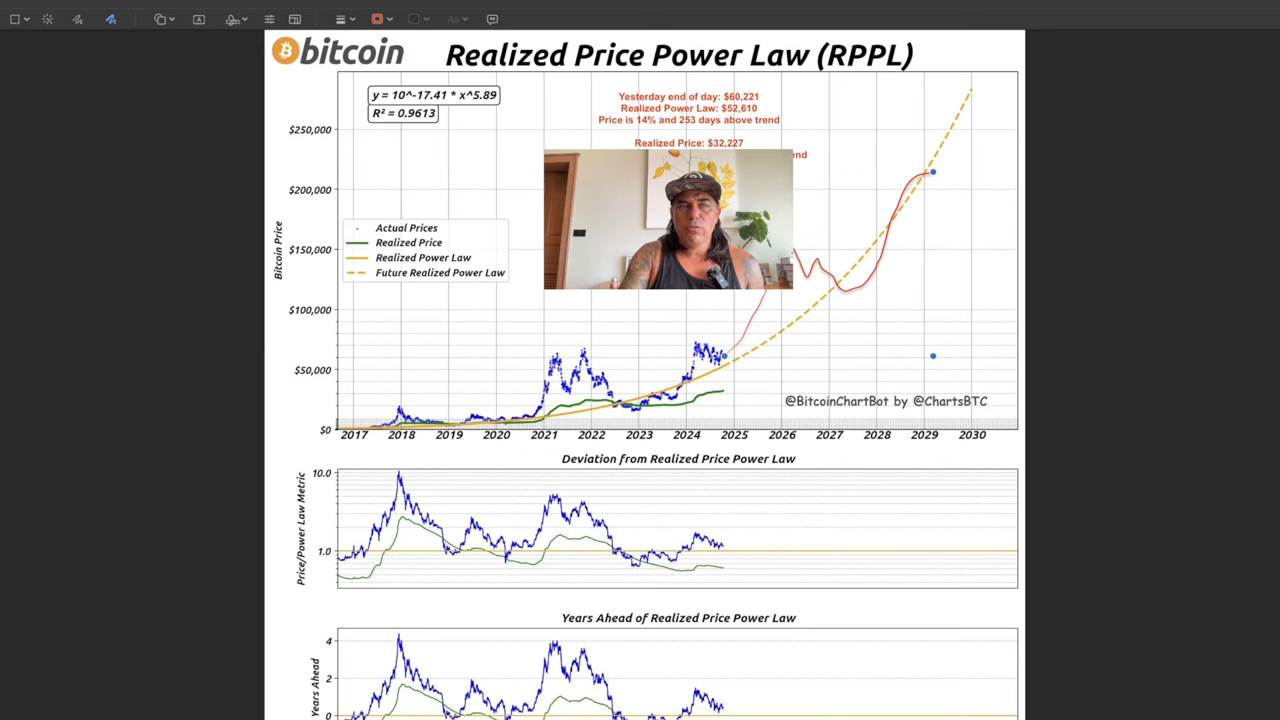 Aa
bitcoin
Realized Price Power Law (RPPL)
y = 10^-17.41 * x^5.89
R² = 0.9613
Yesterday end of day: $60,221
Realized Power Law: $52,610
Price is 14% and 253 days above trend
Realized Price: $32,227
end
Bitcoin Price
$250,000
$200,000
$150,000
$100,000
$50,000
$0
Actual Prices
Realized Price
Realized Power Law
Future Realized Power Law
@BitcoinChartBot by @ChartsBTC
2017 2018 2019 2020 2021 2022 2023 2024 2025 2026 2027 2028 2029 2030
Deviation from Realized Price Power Law
Price/Power Law Metric
10.0
1.0
Years Ahead of Realized Price Power Law
Years Ahead
4
2
0